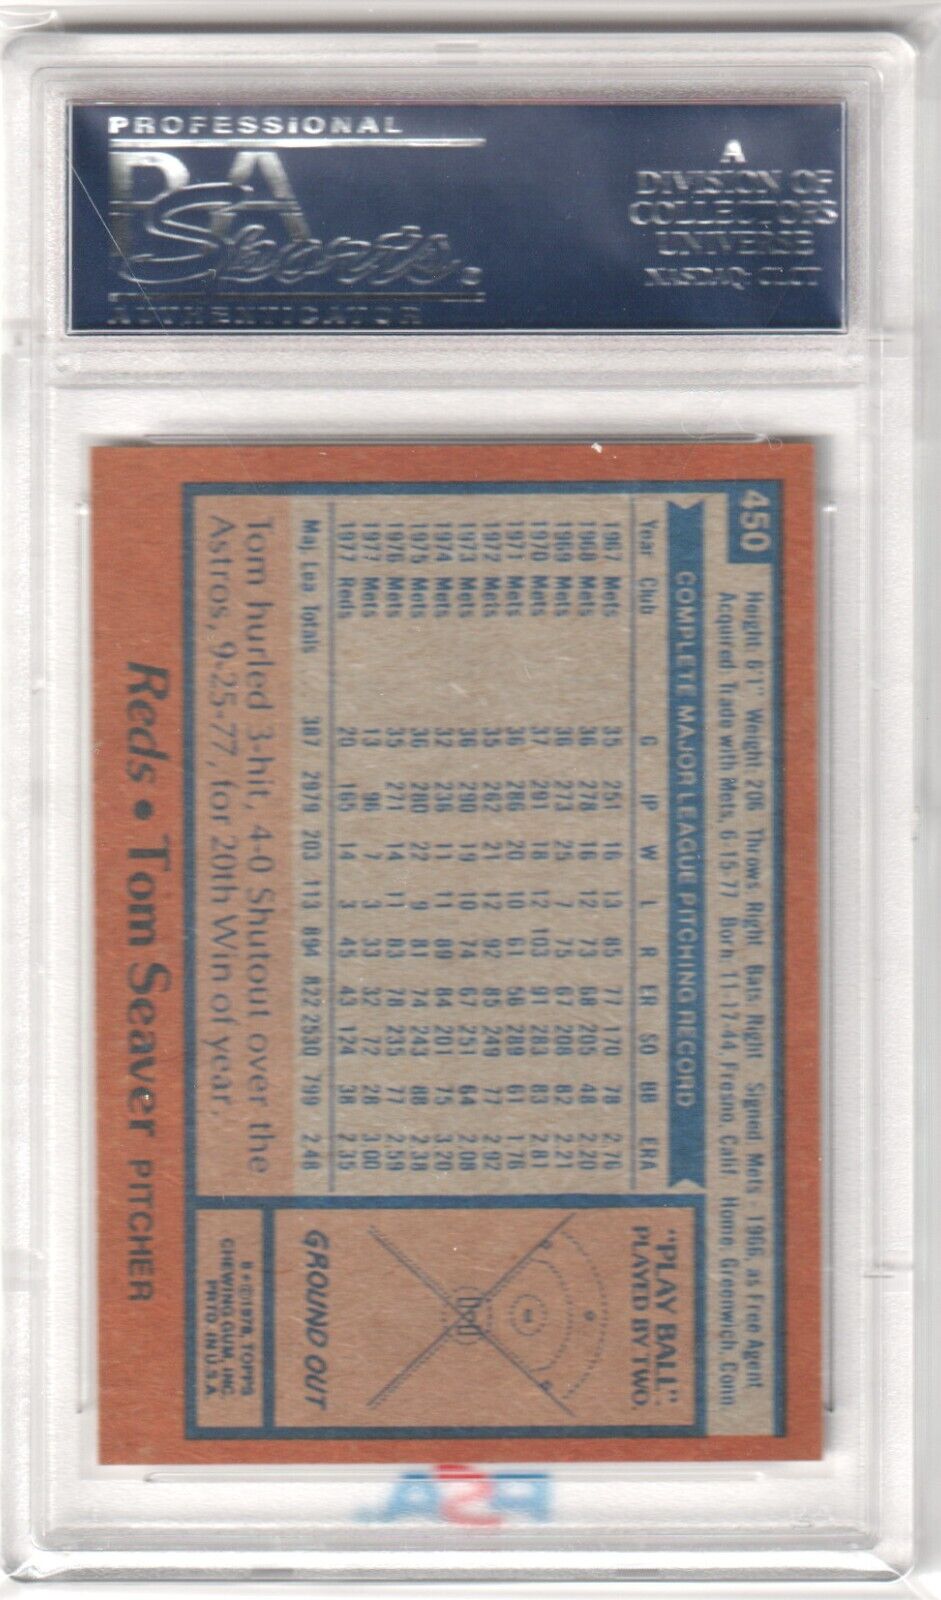 PROFESSIONAL
PSA
Sports
AUTHENTICATOR
A
DIVISION OF
COLLECTORS
UNIVERSE
NASDAQ: CLCT
450
Height: 6'1" Weight: 206 Throws: Right Bats: Right Signed: Mets - 1966, as Free Agent
Acquired: Trade with Mets, 6-15-77 Born: 11-17-44, Fresno, Calif Home: Greenwich, Conn
COMPLETE MAJOR LEAGUE PITCHING RECORD
Year Club G IP W L R ER SO BB ERA
1967 Mets 35 251 16 13 85 77 170 78 2.76
1968 Mets 36 278 16 12 73 68 205 48 2.20
1969 Mets 36 273 25 7 75 67 208 82 2.21
1970 Mets 37 291 18 12 103 91 283 83 2.81
1971 Mets 36 286 20 10 61 56 289 61 1.76
1972 Mets 35 262 21 12 92 85 249 77 2.92
1973 Mets 36 290 19 10 74 67 251 64 2.08
1974 Mets 32 236 11 11 89 84 201 75 3.20
1975 Mets 36 280 22 9 81 74 243 88 2.38
1976 Mets 35 271 14 11 83 78 235 77 2.59
1977 Mets 13 96 7 3 33 32 72 28 3.00
1977 Reds 20 165 14 3 45 43 124 38 2.35
Maj. Lea. Totals 387 2979 203 113 894 822 2530 799 2.48
Tom hurled 3-hit, 4-0 Shutout over the
Astros, 9-25-77, for 20th Win of year.
Reds • Tom Seaver PITCHER
"PLAY BALL"
PLAYED BY TWO.
GROUND OUT
© 1978, TOPPS
CHEWING GUM, INC.
PRTD IN U.S.A
PSA